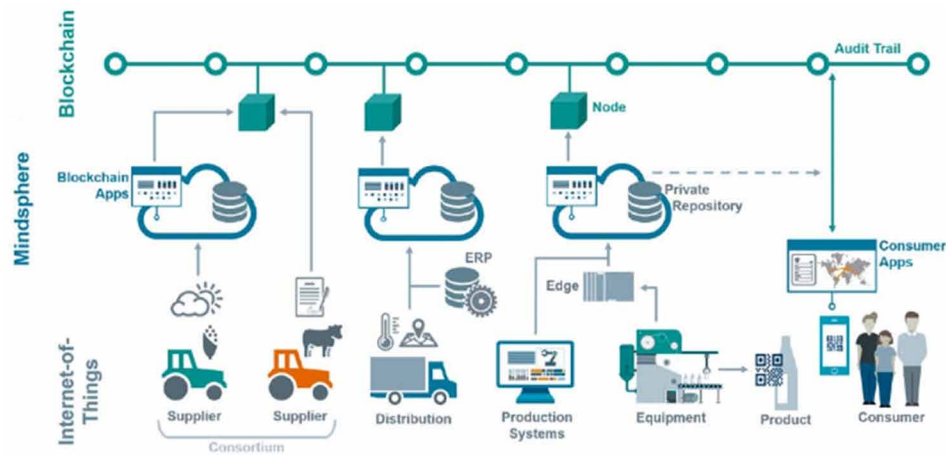 Blockchain
Audit Trail
Node
Mindsphere
Blockchain
Apps
Private
Repository
Consumer
Apps
ERP
Edge
Internet-of-
Things
Supplier
Supplier
Distribution
Production
Systems
Equipment
Product
Consumer
Consortium